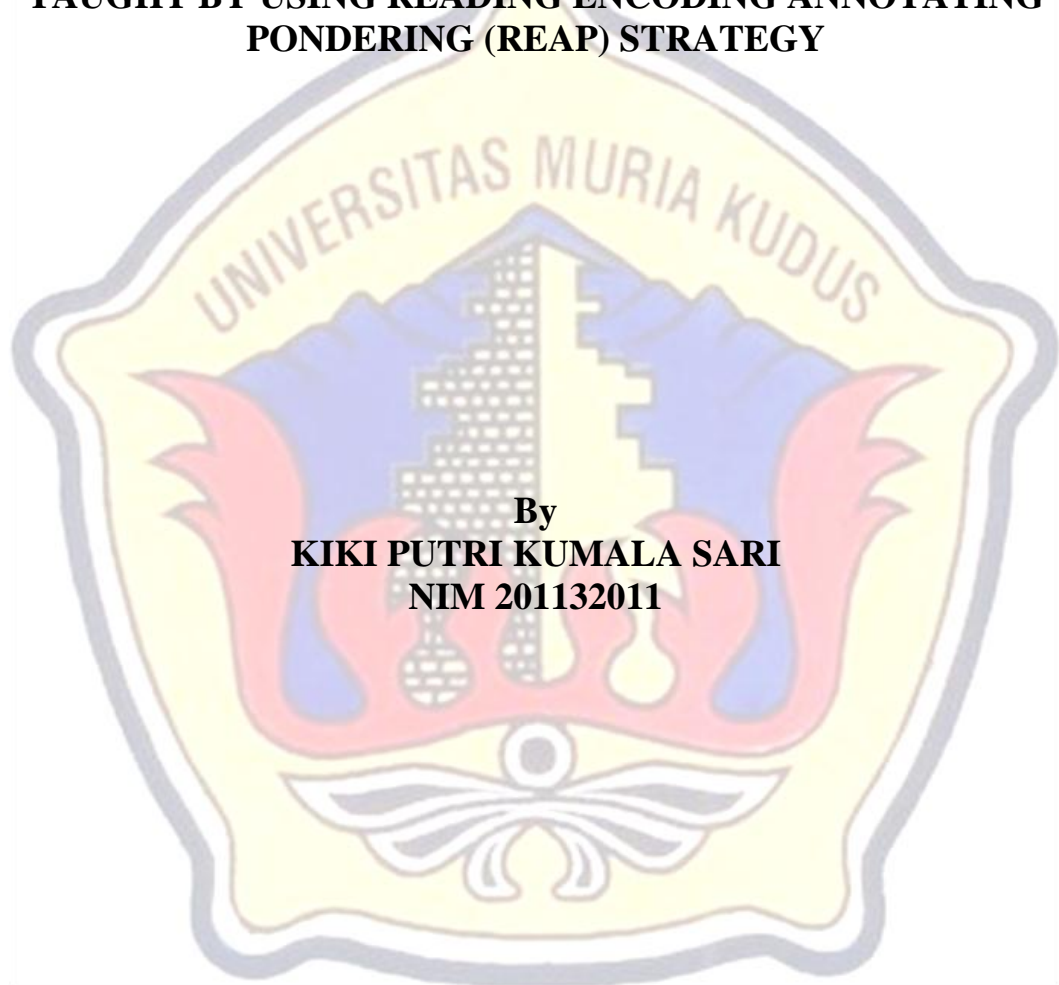 TAUGHT BY USING READING ENCODING ANNOTATING
PONDERING (REAP) STRATEGY
UNIVERSITAS MURIA KUDUS
By
KIKI PUTRI KUMALA SARI
NIM 201132011